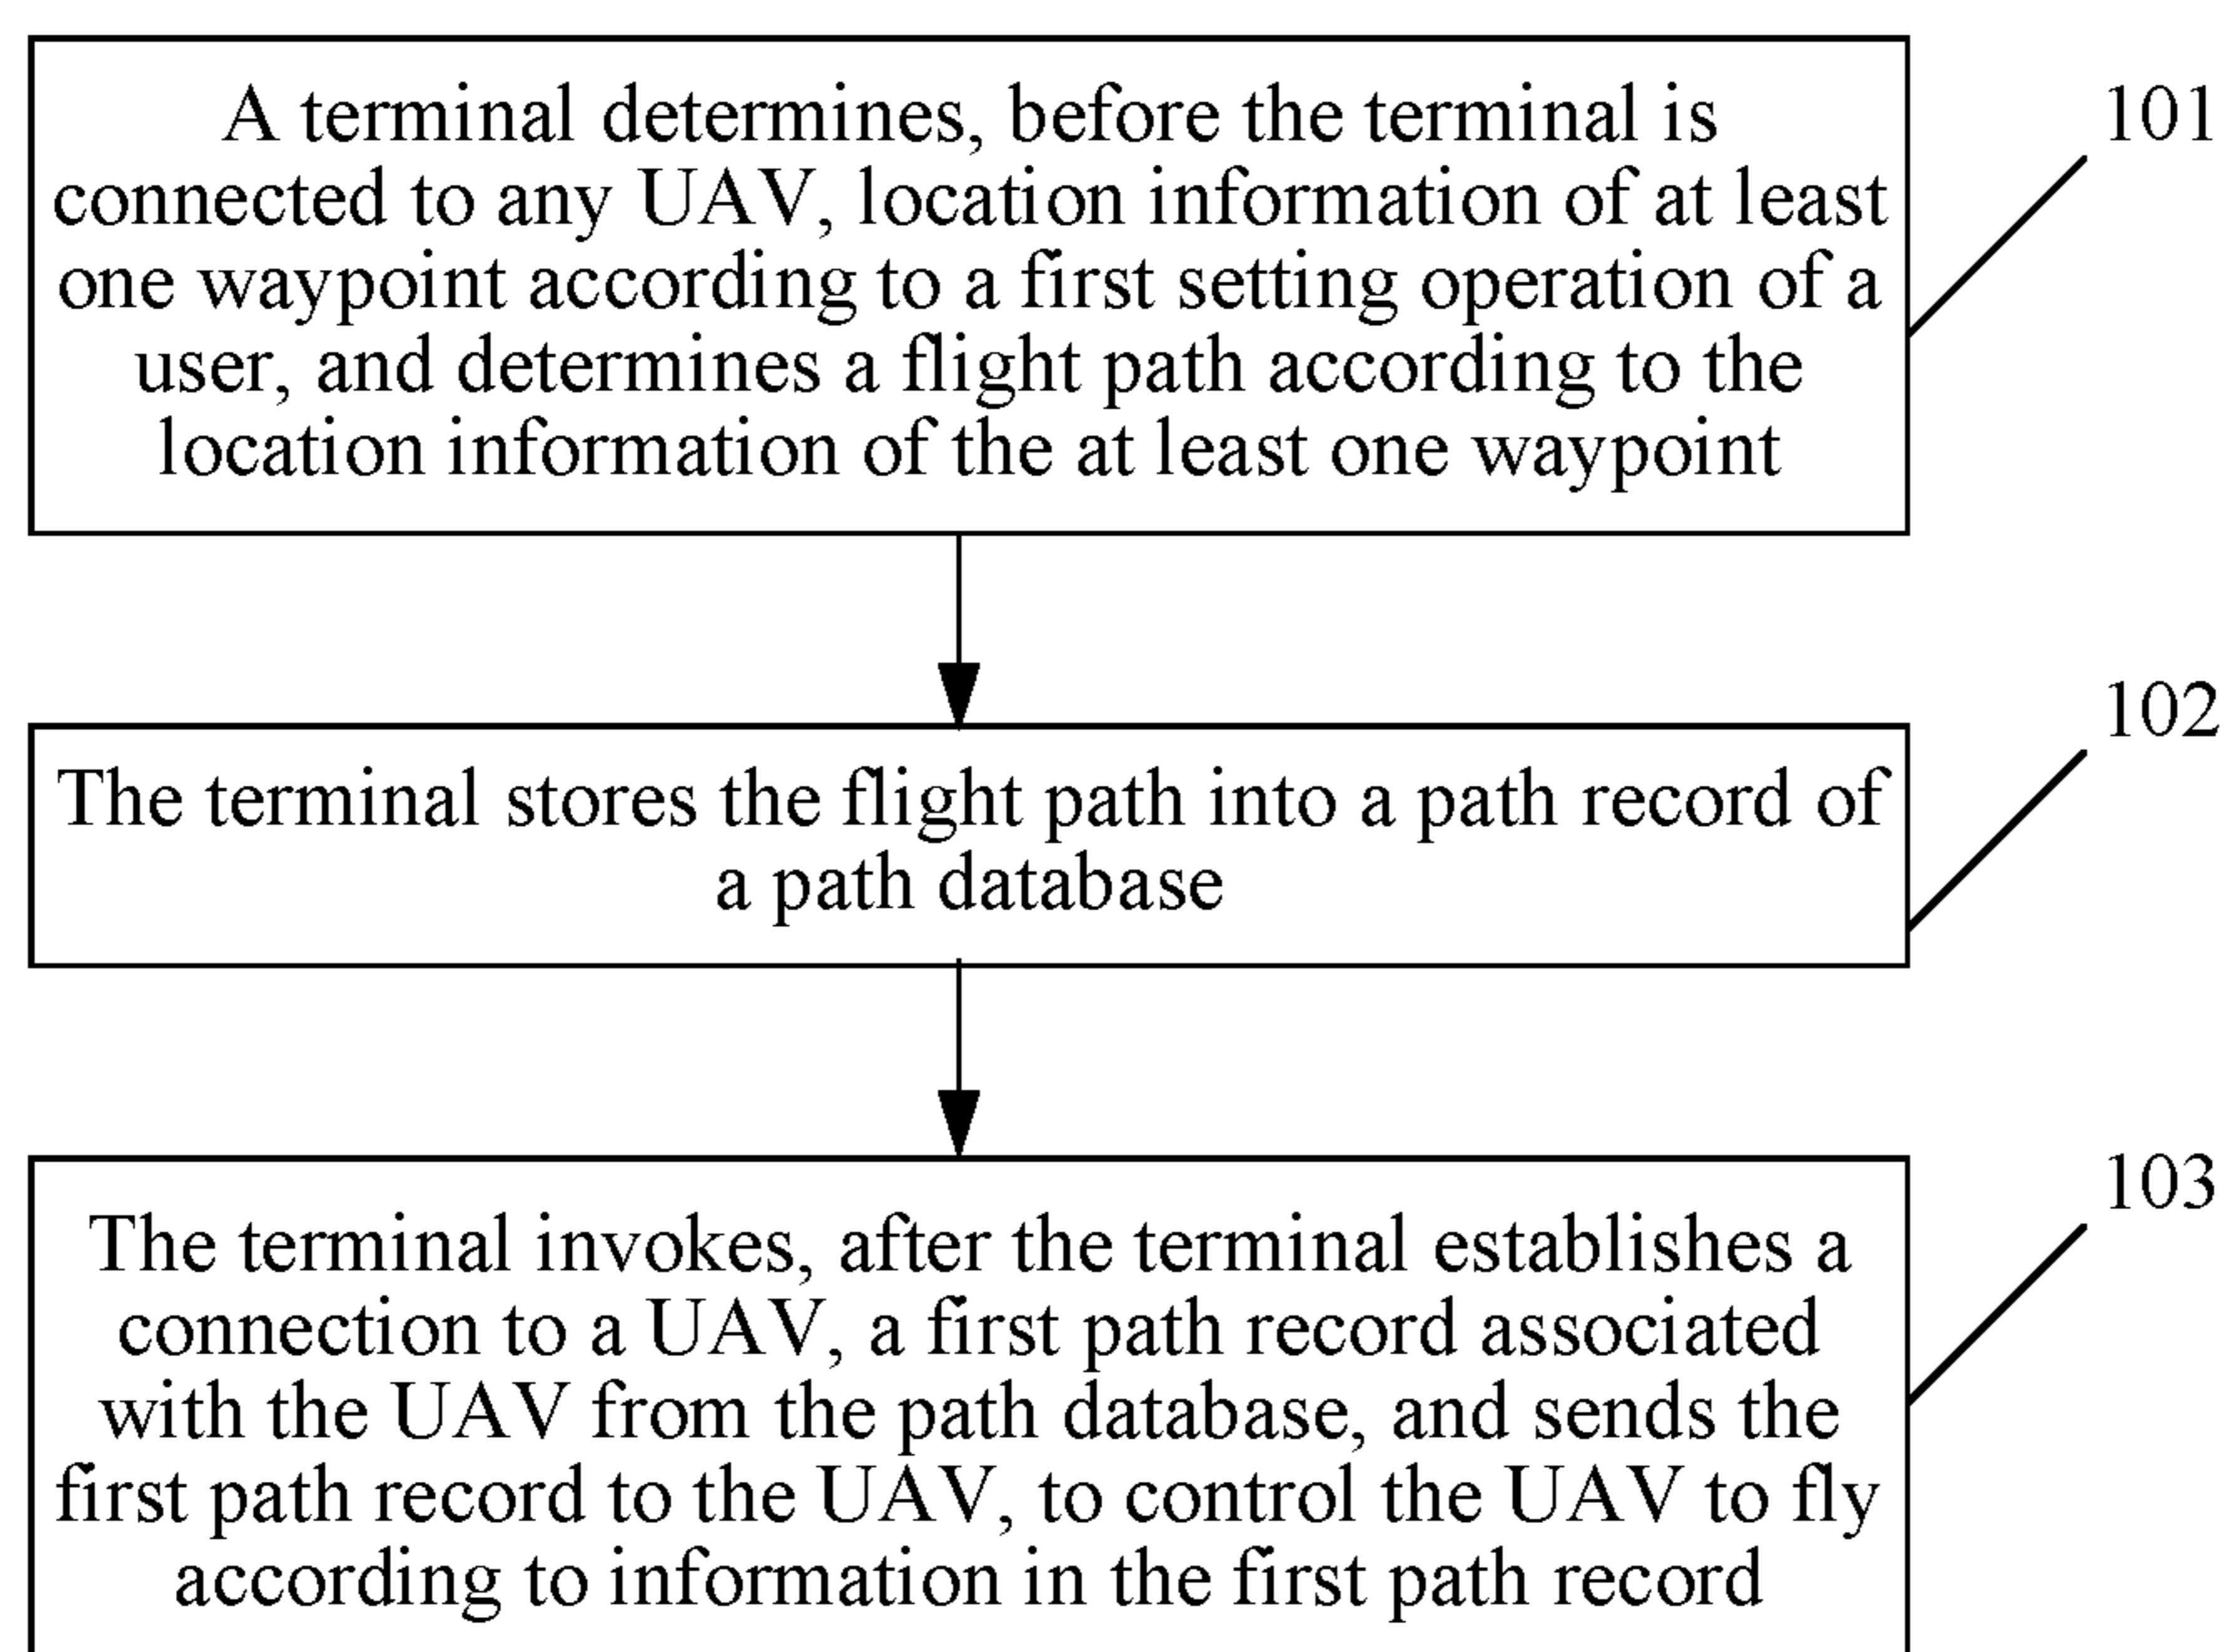 A terminal determines, before the terminal is
connected to any UAV, location information of at least
one waypoint according to a first setting operation of a
user, and determines a flight path according to the
location information of the at least one waypoint
101
The terminal stores the flight path into a path record of
a path database
102
The terminal invokes, after the terminal establishes a
connection to a UAV, a first path record associated
with the UAV from the path database, and sends the
first path record to the UAV, to control the UAV to fly
according to information in the first path record
103